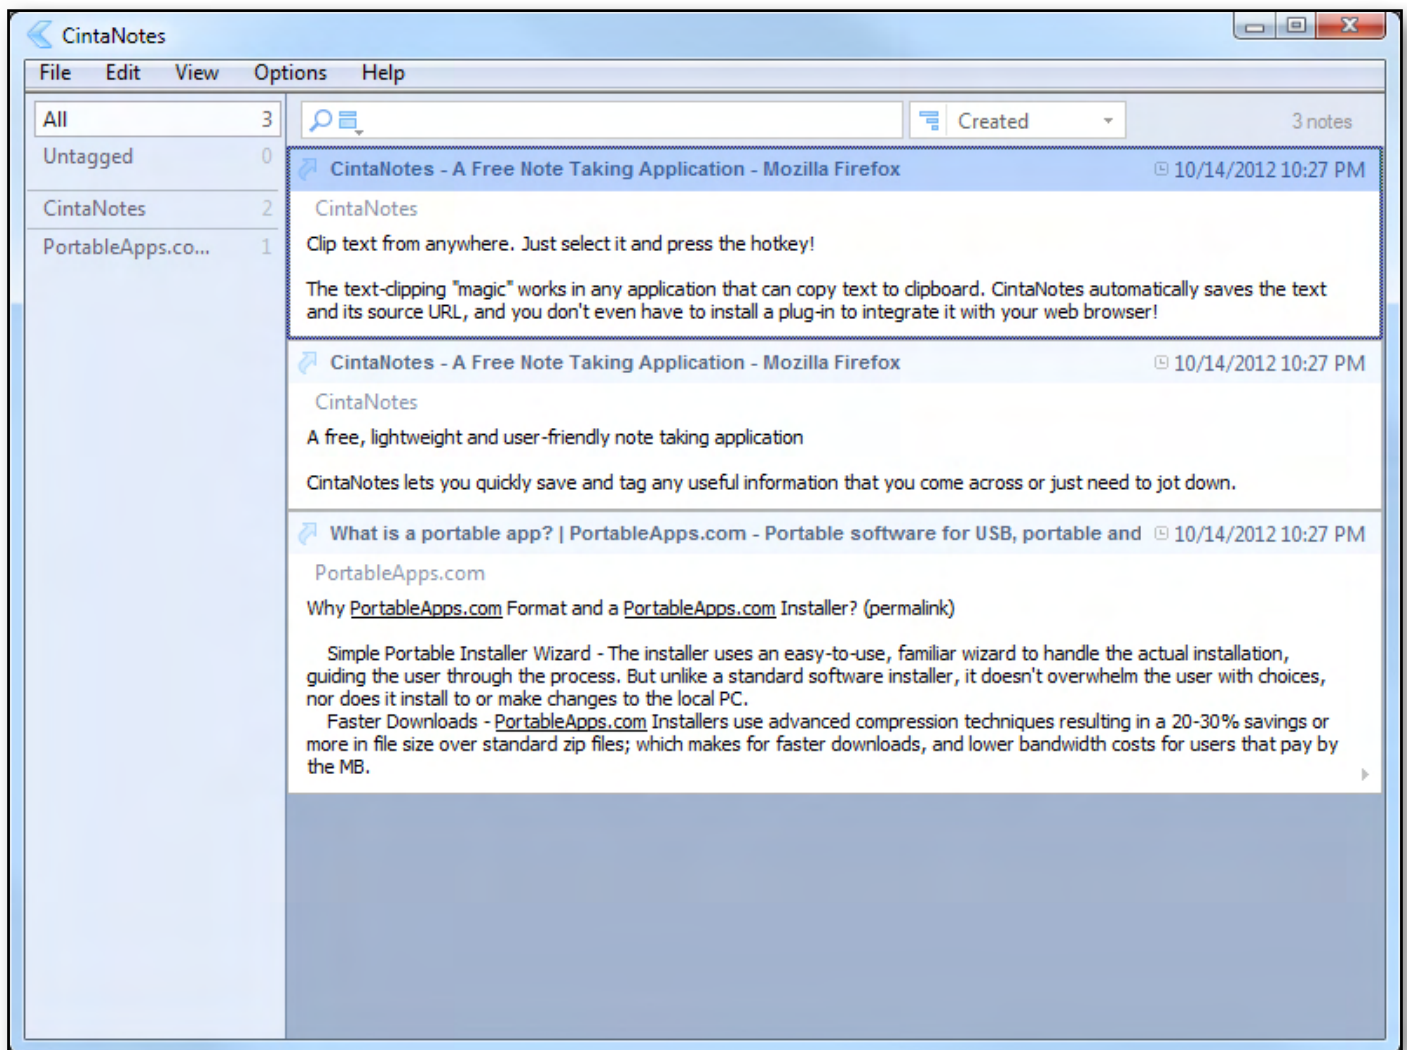 CintaNotes
File Edit View Options Help
All 3
Untagged 0
CintaNotes 2
PortableApps.co... 1
Created
3 notes
CintaNotes - A Free Note Taking Application - Mozilla Firefox 10/14/2012 10:27 PM
CintaNotes
Clip text from anywhere. Just select it and press the hotkey!
The text-clipping "magic" works in any application that can copy text to clipboard. CintaNotes automatically saves the text
and its source URL, and you don't even have to install a plug-in to integrate it with your web browser!
CintaNotes - A Free Note Taking Application - Mozilla Firefox 10/14/2012 10:27 PM
CintaNotes
A free, lightweight and user-friendly note taking application
CintaNotes lets you quickly save and tag any useful information that you come across or just need to jot down.
What is a portable app? | PortableApps.com - Portable software for USB, portable and 10/14/2012 10:27 PM
PortableApps.com
Why PortableApps.com Format and a PortableApps.com Installer? (permalink)
Simple Portable Installer Wizard - The installer uses an easy-to-use, familiar wizard to handle the actual installation,
guiding the user through the process. But unlike a standard software installer, it doesn't overwhelm the user with choices,
nor does it install to or make changes to the local PC.
Faster Downloads - PortableApps.com Installers use advanced compression techniques resulting in a 20-30% savings or
more in file size over standard zip files; which makes for faster downloads, and lower bandwidth costs for users that pay by
the MB.